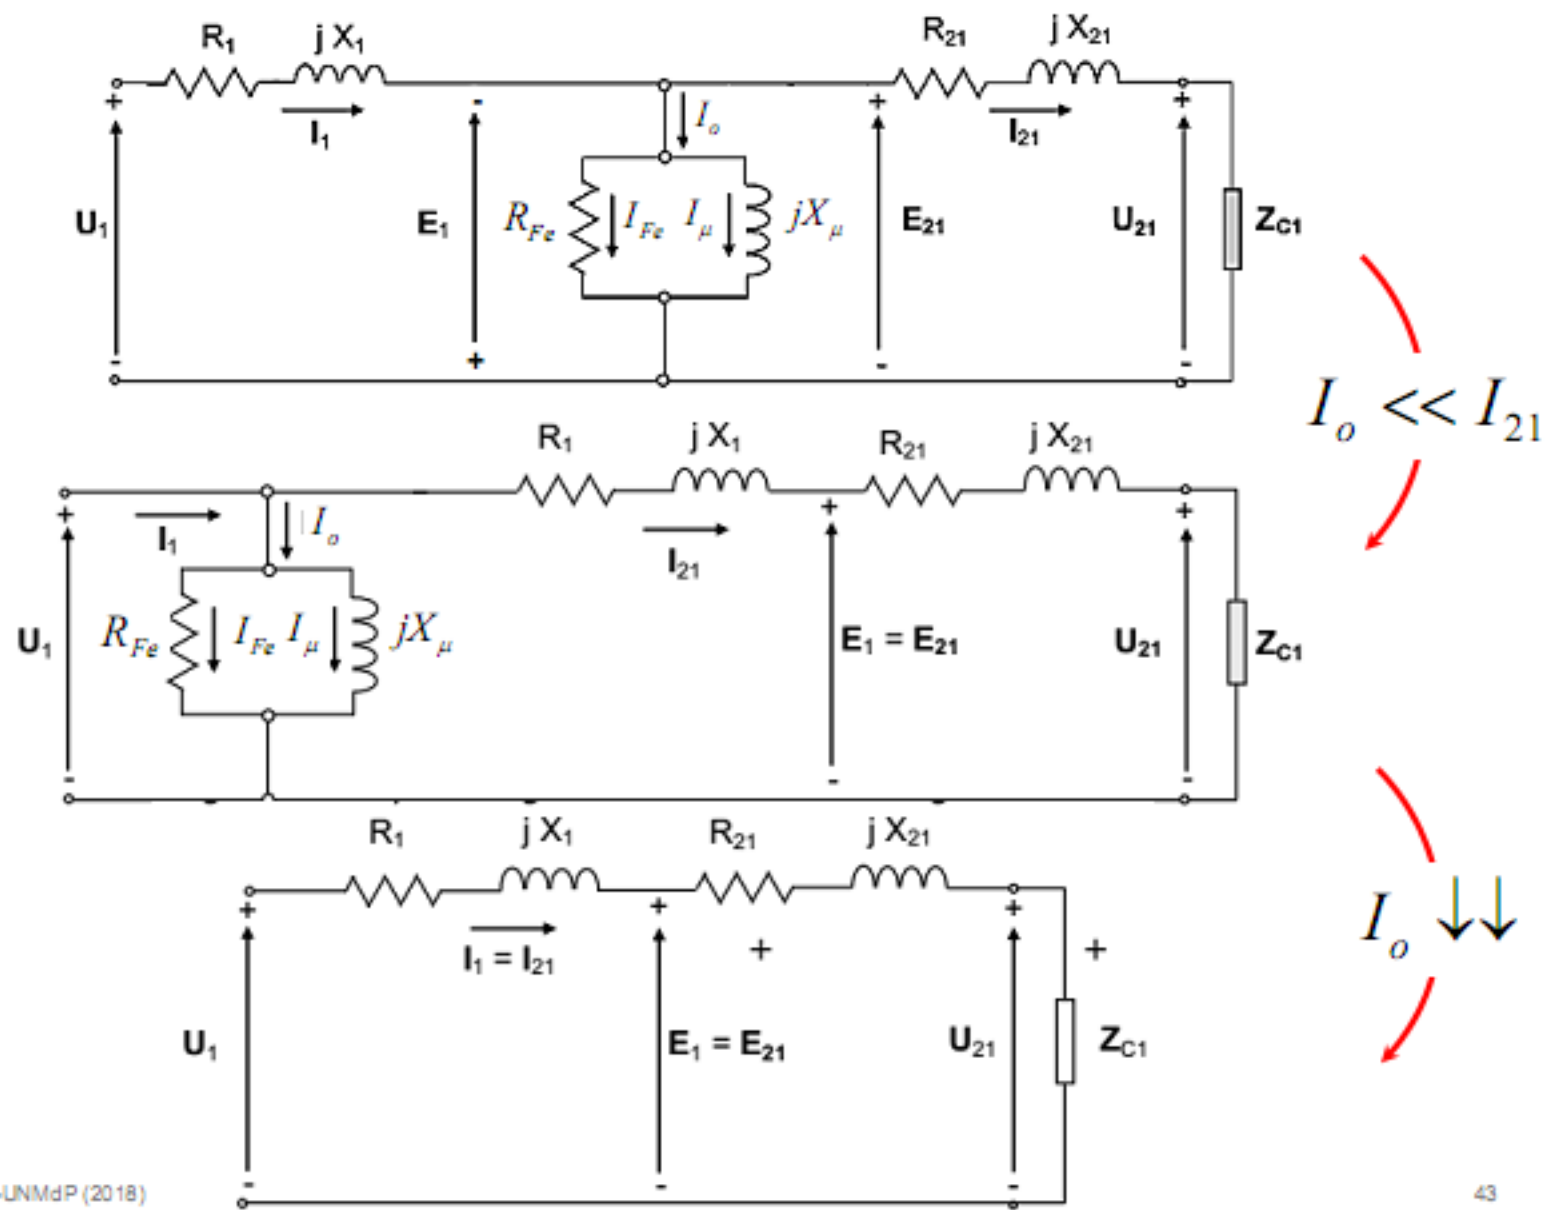 R1 j X1 R21 j X21
+ - Io + +
I1 I21
U1 E1 RFe IFe Iμ jXμ E21 U21 ZC1
- + - -
Io << I21
R1 j X1 R21 j X21
+ I1 Io I21 + +
U1 RFe IFe Iμ jXμ E1 = E21 U21 ZC1
- - -
R1 j X1 R21 j X21
+ + +
I1 = I21 + +
Io ↓↓
U1 E1 = E21 U21 ZC1
- - -
UNMdP (2018) 43